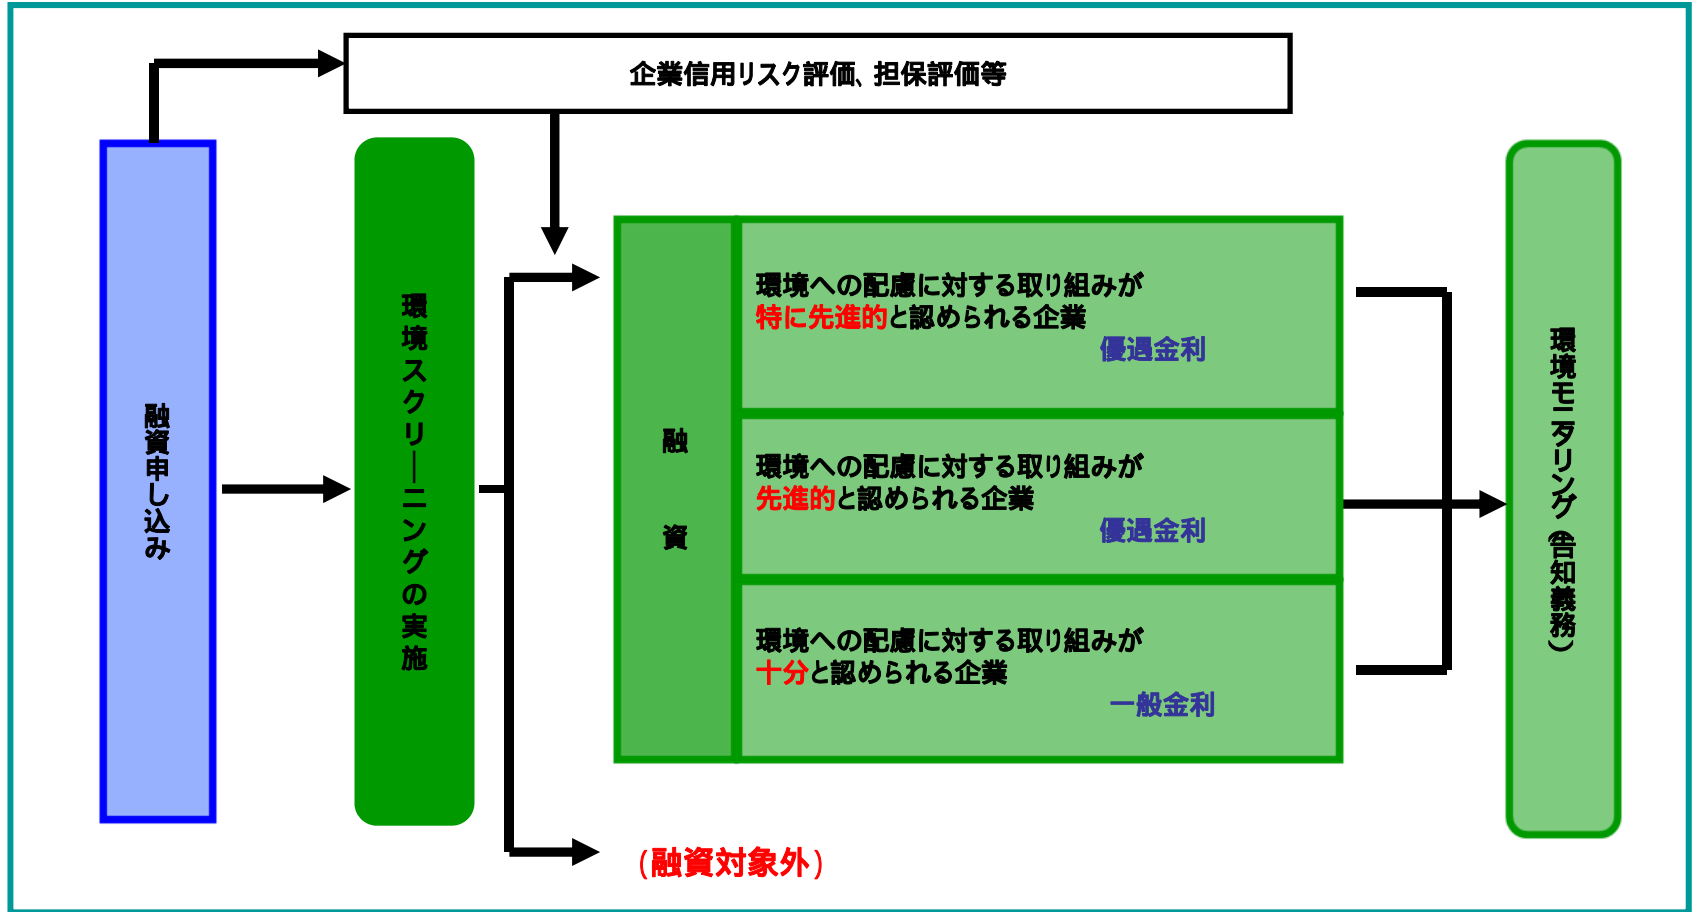 企業信用リスク評価、担保評価等
融資申し込み
環境スクリーニングの実施
融
資
環境への配慮に対する取り組みが
特に先進的と認められる企業
優遇金利
環境への配慮に対する取り組みが
先進的と認められる企業
優遇金利
環境への配慮に対する取り組みが
十分と認められる企業
一般金利
環境モニタリング(告知義務)
(融資対象外)